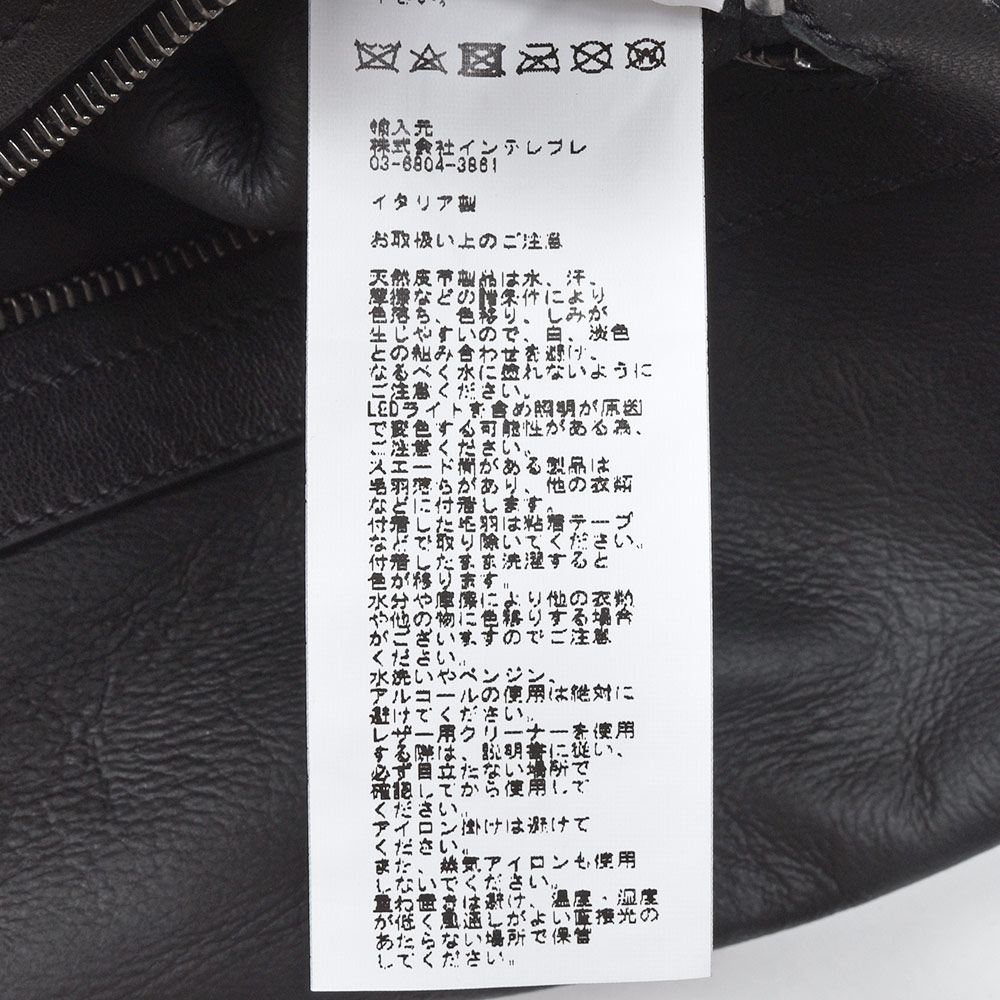 輸入元
株式会社インテレプレ
03-6804-3861
イタリア製
お取扱い上のご注意
天然皮革製品は水、汗、
摩擦などの諸条件により
色落ち、色移り、しみが
生じやすいので、白、淡色
との組み合わせを避け、
なるべく水に塗れないように
ご注意ください。
LEDライトを含め照明が原因
で変色する可能性がある為、
ご注意ください。
スエード面がある製品は
毛羽落ちがあり、他の衣類
などに付着します。
付着した毛羽は粘着テープ
などで取り除いてください。
付着したまま洗濯すると
色が移ります。
水分や摩擦により他の衣類
や他の物に色移りする場合
がございますのでご注意
ください。
水洗いやベンジン、
アルコールの使用は絶対に
避けてください。
レザー用クリーナーを使用
する際は、説明書に従い、
必ず目立たない場所で
確認してから使用して
ください。
アイロン掛けは避けて
ください。
また、蒸気アイロンも使用
しないでください。
重ね置きは避け、温度・湿度
が低く風通しがよい直接光の
あたらない場所で保管
してください。